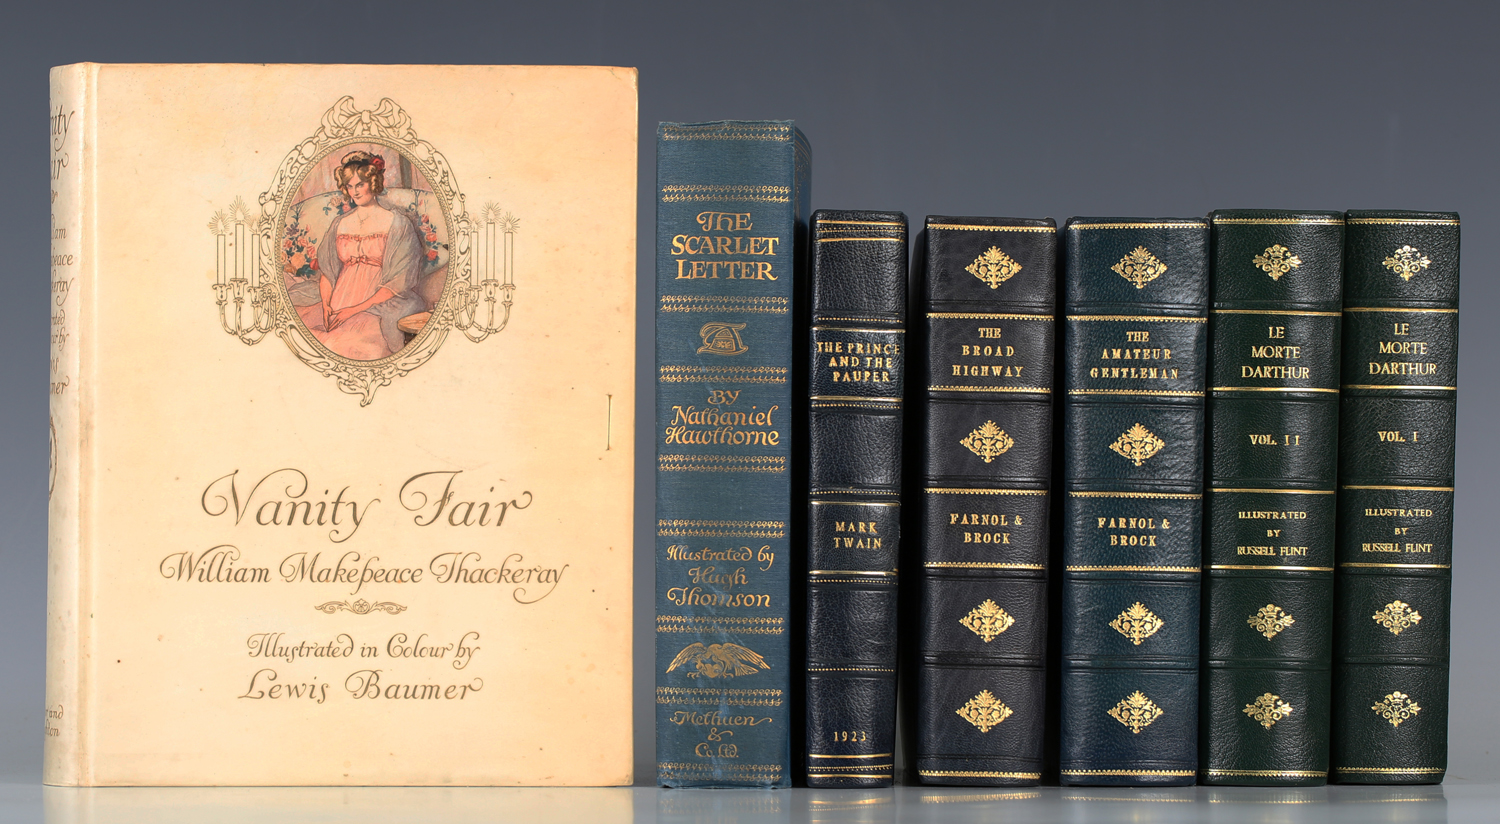 Vanity Fair
William Makepeace Thackeray
Illustrated in Colour by
Lewis Baumer
THE
SCARLET
LETTER
BY
Nathaniel
Hawthorne
Illustrated by
Hugh
Thomson
Methuen
&
Co. Ltd.
THE PRINCE
AND THE
PAUPER
MARK
TWAIN
1923
THE
BROAD
HIGHWAY
FARNOL &
BROCK
THE
AMATEUR
GENTLEMAN
FARNOL &
BROCK
LE
MORTE
DARTHUR
VOL. II
ILLUSTRATED
BY
RUSSELL FLINT
LE
MORTE
DARTHUR
VOL. I
ILLUSTRATED
BY
RUSSELL FLINT